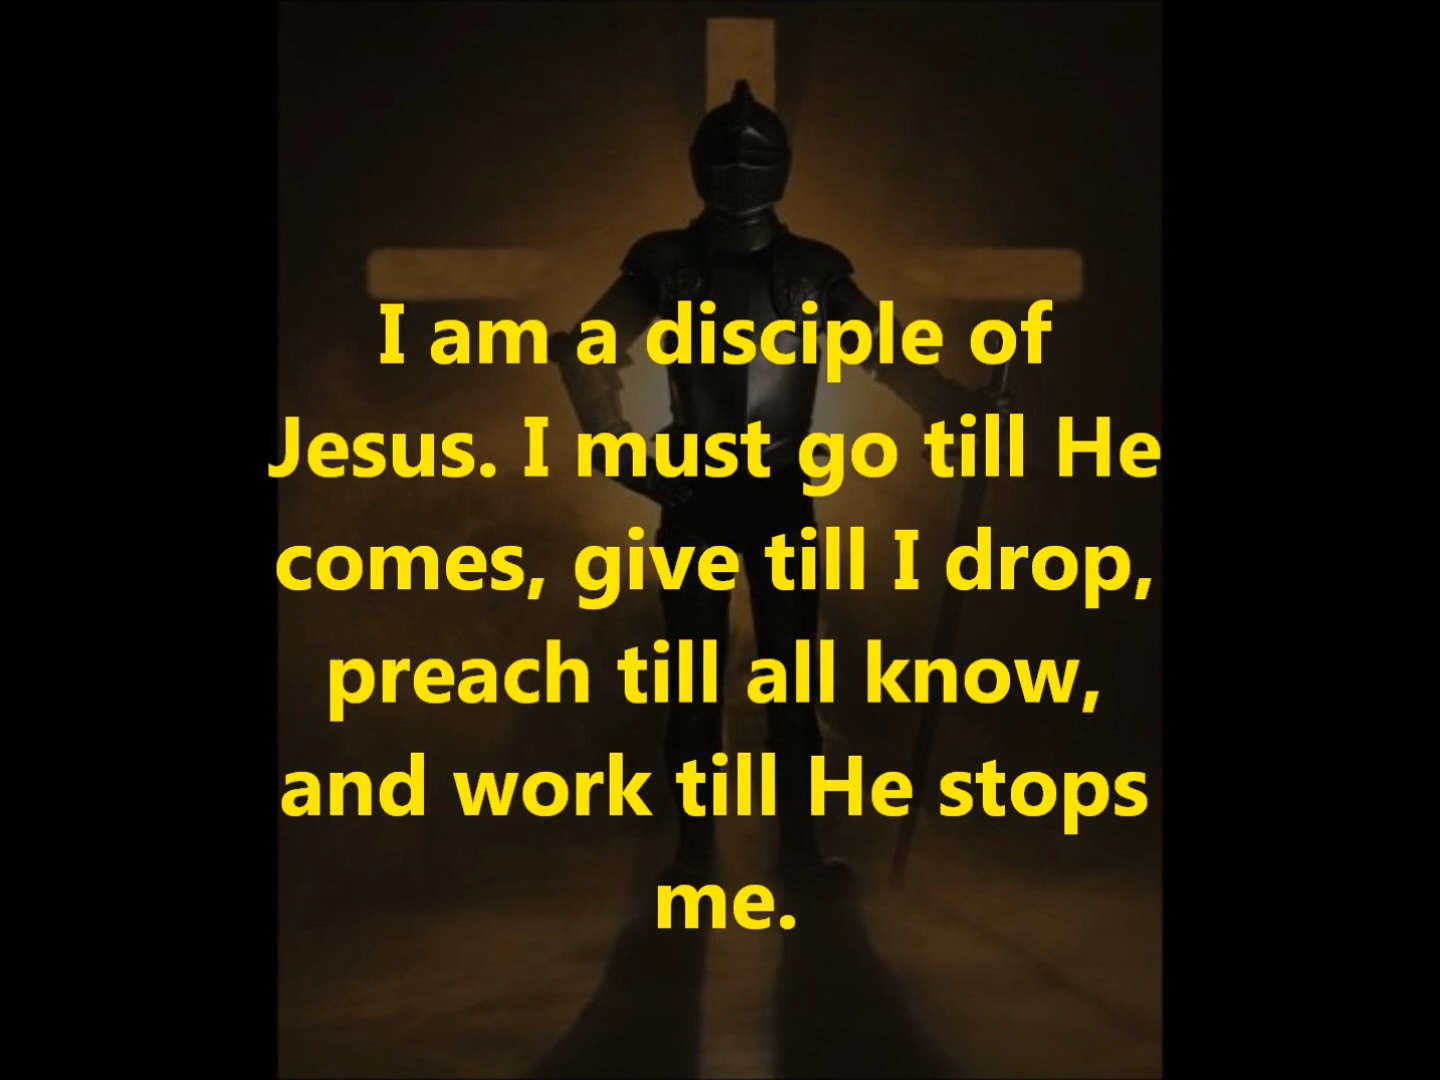 I am a disciple of
Jesus. I must go till He
comes, give till I drop,
preach till all know,
and work till He stops
me.